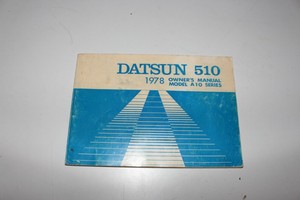 DATSUN 510
1978 OWNER'S MANUAL
MODEL A10 SERIES